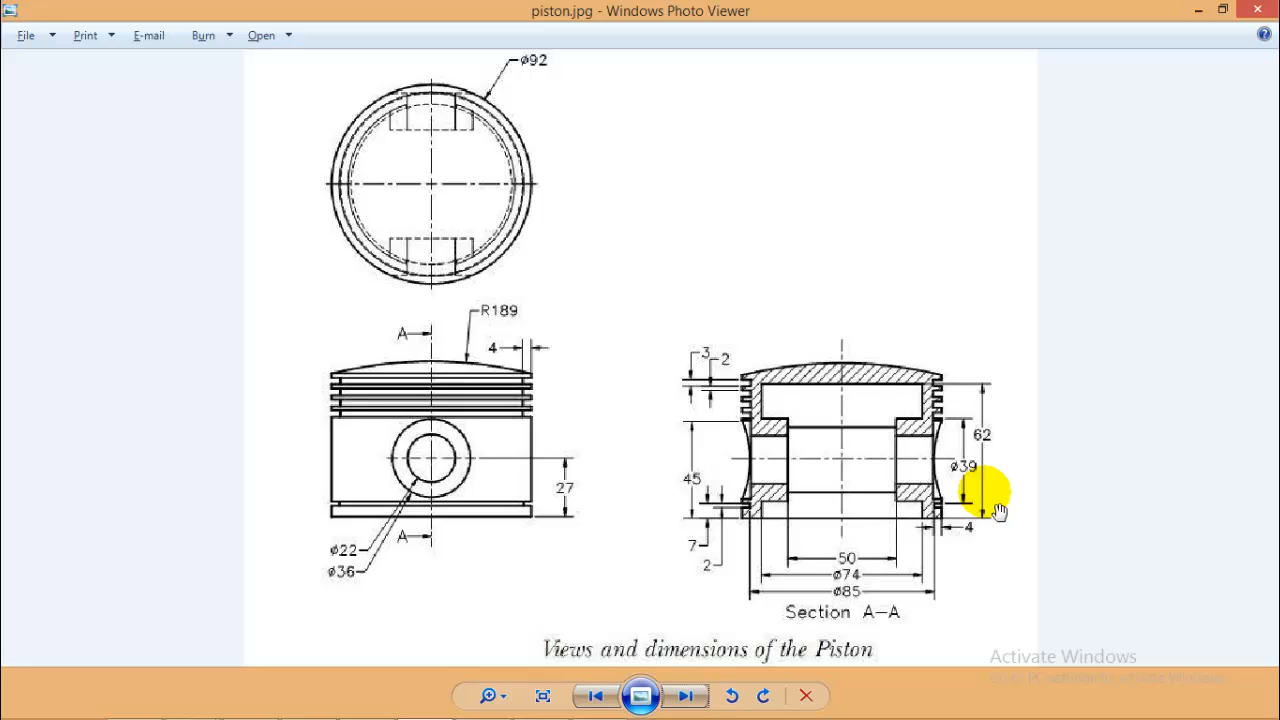 piston.jpg - Windows Photo Viewer
File Print E-mail Burn Open
ø92
R189
A
4
27
A
ø22
ø36
3
2
62
ø39
45
4
7
2
50
ø74
ø85
Section A-A
Views and dimensions of the Piston
Activate Windows